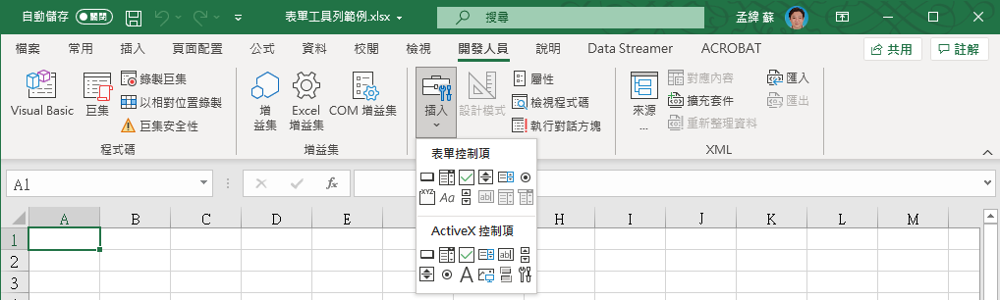 自動儲存 關閉 表單工具列範例.xlsx 搜尋 孟緯 蘇
檔案 常用 插入 頁面配置 公式 資料 校閱 檢視 開發人員 說明 Data Streamer ACROBAT 共用 註解
Visual Basic
巨集
錄製巨集
以相對位置錄製
巨集安全性
程式碼
增
益集
Excel
增益集
COM 增益集
增益集
插入
設計模式
屬性
檢視程式碼
執行對話方塊
來源
...
對應內容
擴充套件
重新整理資料
匯入
匯出
XML
表單控制項
XYZ
Aa
ab|
ActiveX 控制項
ab|
A
A1
fx
A B C D E H I J K L M
1
2
3